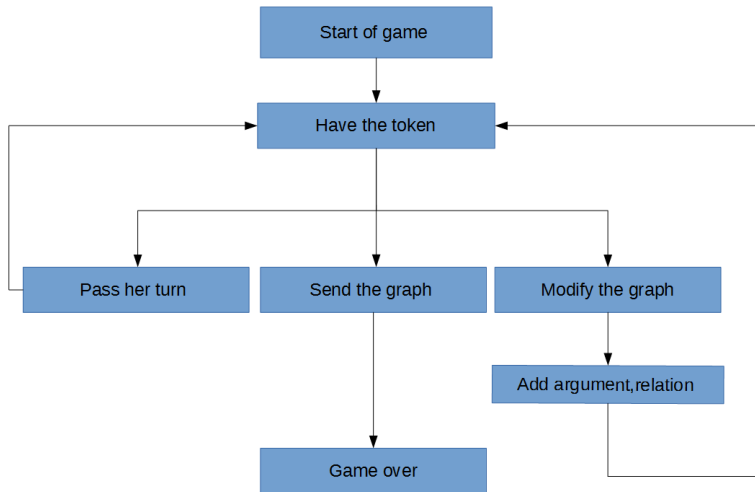 Start of game
Have the token
Pass her turn
Send the graph
Modify the graph
Add argument,relation
Game over